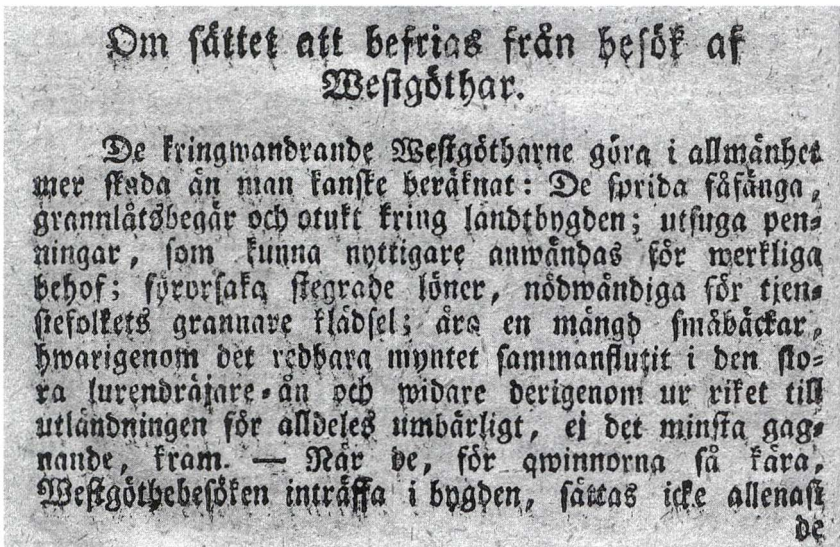 Om sättet att befrias från besök af
Westgöthar.
De kringwandrande Westgötharne göra i allmänhet
mer skada än man kanske beräknat: De sprida fåfänga,
grannlåtsbegär och otukt kring landtbygden; utsuga pen-
ningar, som kunna nyttigare anwändas för werkliga
behof; förorsaka stegrade löner, nödwändiga för tjen-
stefolkets grannare klädsel; äro en mängd småbäckar,
hwarigenom det redbara myntet sammanflutit i den sto-
ra lurendräjare-ån och widare derigenom ur riket till
utländningen för alldeles umbärligt, ej det minsta gag-
nande, kram. — När de, för qwinnorna så kära,
Westgöthebesöken inträffa i bygden, sättas icke allenast
de